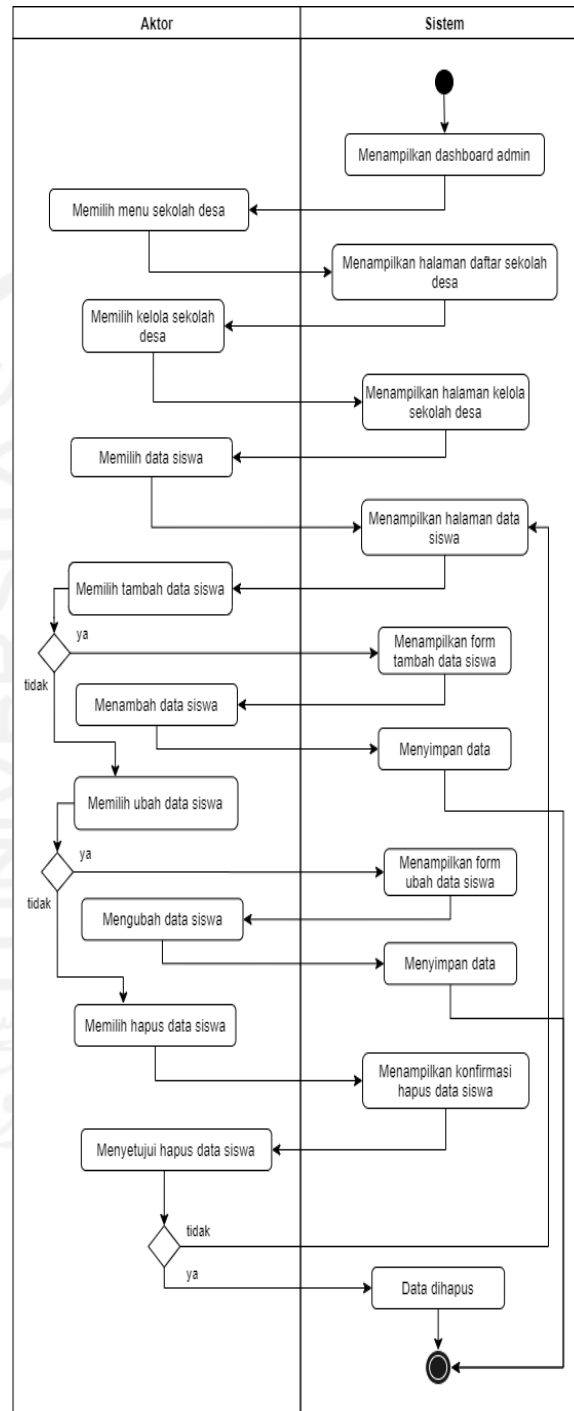 Aktor
Sistem
Menampilkan dashboard admin
Memilih menu sekolah desa
Menampilkan halaman daftar sekolah
desa
Memilih kelola sekolah
desa
Menampilkan halaman kelola
sekolah desa
Memilih data siswa
Menampilkan halaman data
siswa
Memilih tambah data siswa
ya
tidak
Menampilkan form
tambah data siswa
Menambah data siswa
Menyimpan data
Memilih ubah data siswa
ya
tidak
Menampilkan form
ubah data siswa
Mengubah data siswa
Menyimpan data
Memilih hapus data siswa
Menampilkan konfirmasi
hapus data siswa
Menyetujui hapus data siswa
tidak
ya
Data dihapus